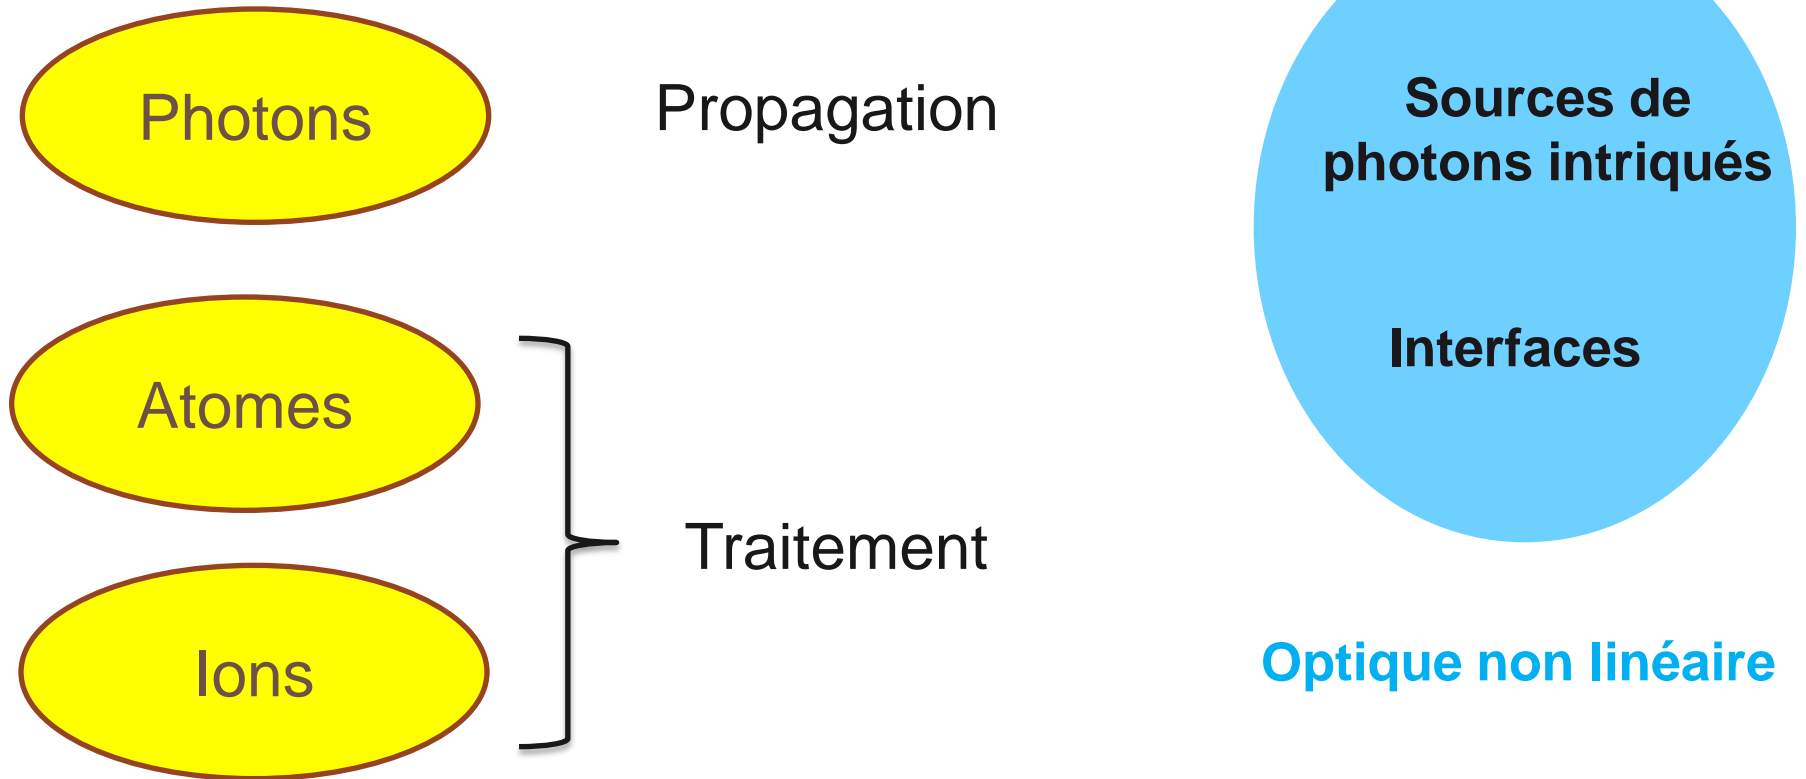 Photons
Propagation
Atomes
Traitement
Ions
Sources de
photons intriqués
Interfaces
Optique non linéaire